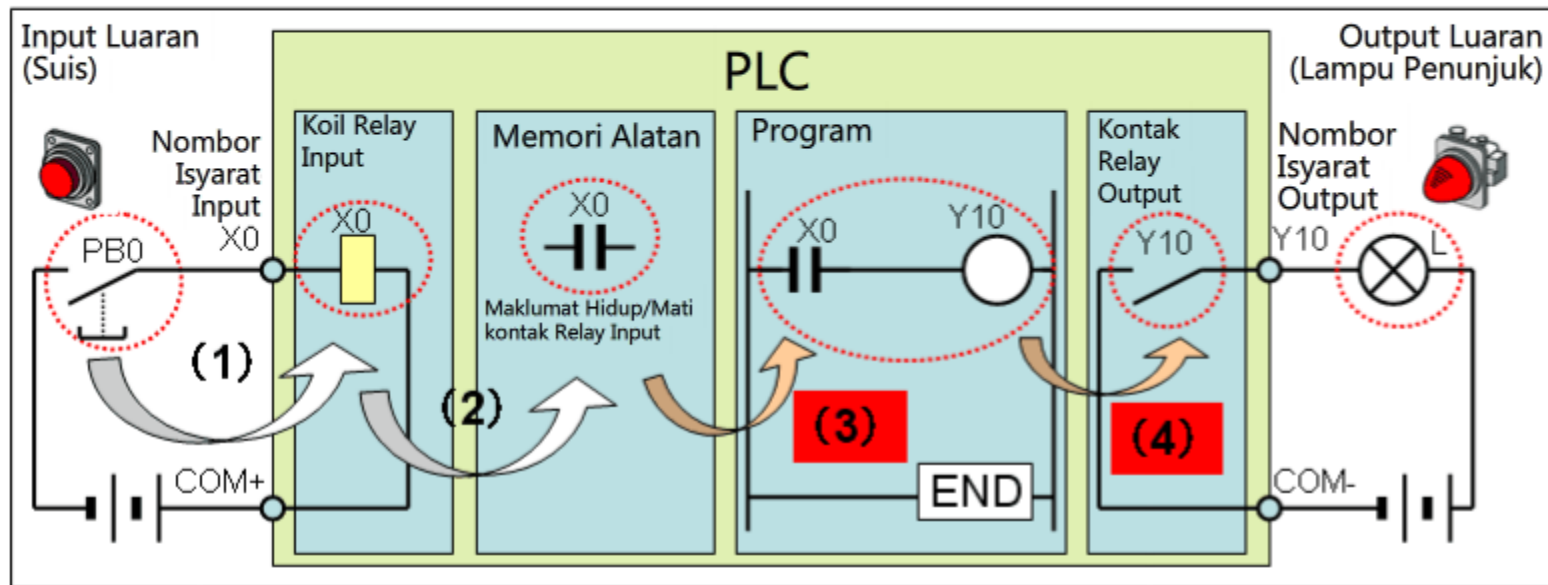 Input Luaran
(Suis)
PLC
Output Luaran
(Lampu Penunjuk)
Nombor
Isyarat
Input
X0
PB0
COM+
Koil Relay
Input
X0
(1)
(2)
Memori Alatan
X0
Maklumat Hidup/Mati
kontak Relay Input
Program
X0
Y10
(3)
END
Kontak
Relay
Output
Y10
(4)
Nombor
Isyarat
Output
Y10
L
COM-